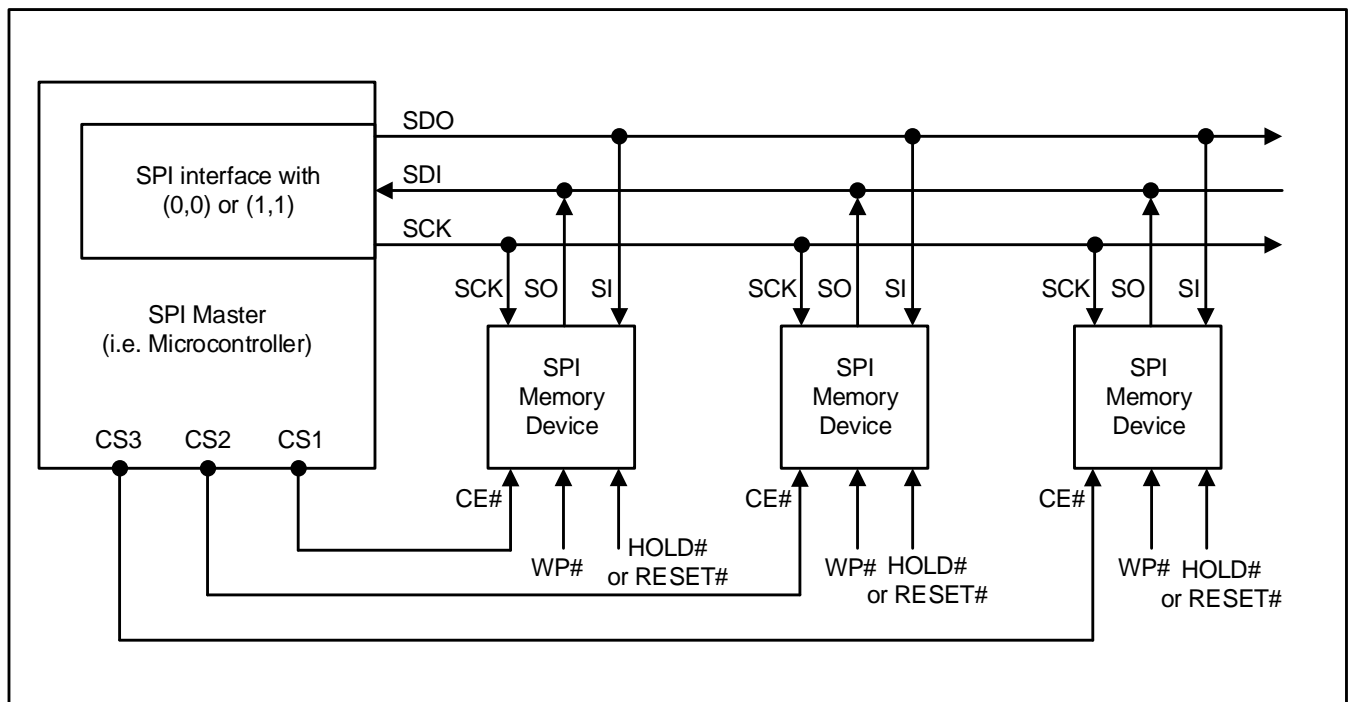 SDO
SPI interface with
(0,0) or (1,1)
SDI
SCK
SPI Master
(i.e. Microcontroller)
CS3 CS2 CS1
SCK SO SI
SPI
Memory
Device
CE#
WP#
HOLD#
or RESET#
SCK SO SI
SPI
Memory
Device
CE#
WP#
HOLD#
or RESET#
SCK SO SI
SPI
Memory
Device
CE#
WP#
HOLD#
or RESET#